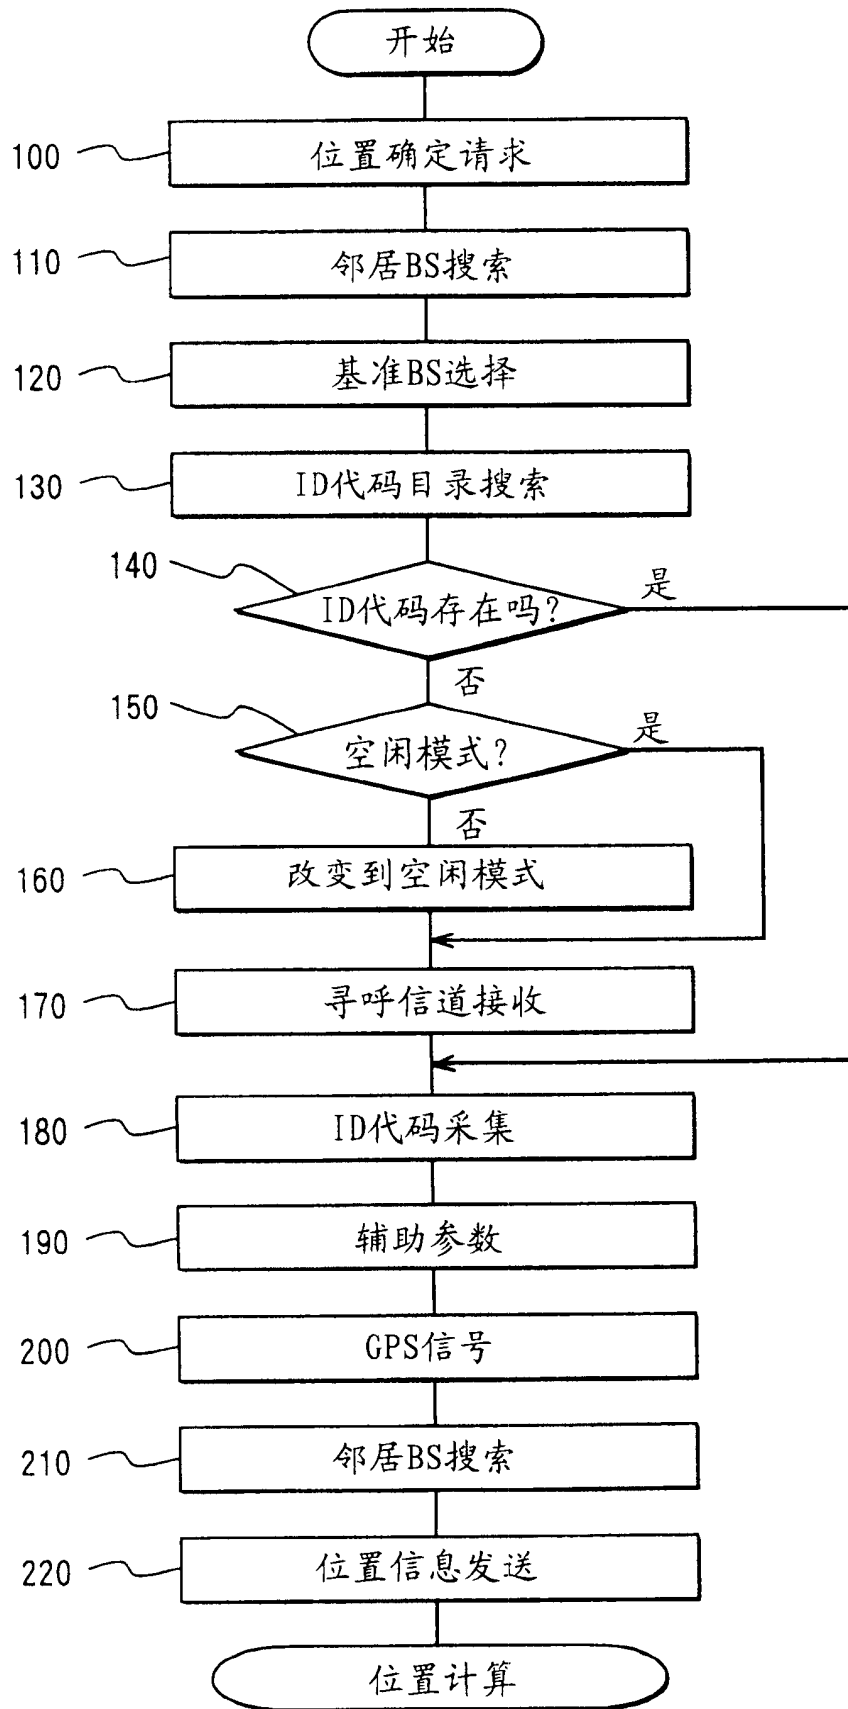 开始
100 位置确定请求
110 邻居BS搜索
120 基准BS选择
130 ID代码目录搜索
140 ID代码存在吗? 是
否
150 空闲模式? 是
否
160 改变到空闲模式
170 寻呼信道接收
180 ID代码采集
190 辅助参数
200 GPS信号
210 邻居BS搜索
220 位置信息发送
位置计算